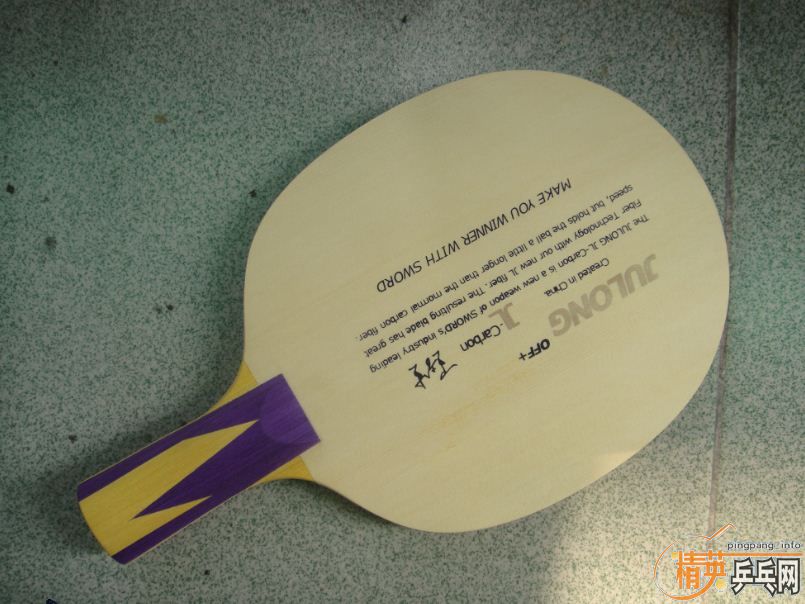 JULONG OFF+
JL -Carbon
Created in China.
The JULONG JL-Carbon is a new weapon of SWORD's industry leading
Fiber Technology with our new JL fiber. The resulting blade has great
speed, but holds the ball a little longer than the mormal carbon fiber.
MAKE YOU WINNER WITH SWORD
pingpang.info
精英乒乓网